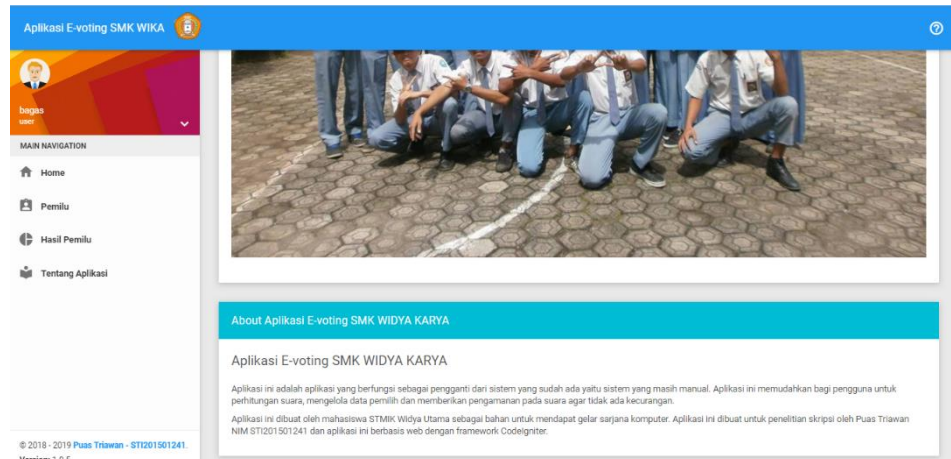 Aplikasi E-voting SMK WIKA
bagas
user
MAIN NAVIGATION
Home
Pemilu
Hasil Pemilu
Tentang Aplikasi
© 2018 - 2019 Puas Triawan - STI201501241.
Version: 1.0.5
About Aplikasi E-voting SMK WIDYA KARYA
Aplikasi E-voting SMK WIDYA KARYA
Aplikasi ini adalah aplikasi yang berfungsi sebagai pengganti dari sistem yang sudah ada yaitu sistem yang masih manual. Aplikasi ini memudahkan bagi pengguna untuk
perhitungan suara, mengelola data pemilih dan memberikan pengamanan pada suara agar tidak ada kecurangan.
Aplikasi ini dibuat oleh mahasiswa STMIK Widya Utama sebagai bahan untuk mendapat gelar sarjana komputer. Aplikasi ini dibuat untuk penelitian skripsi oleh Puas Triawan
NIM STI201501241 dan aplikasi ini berbasis web dengan framework CodeIgniter.